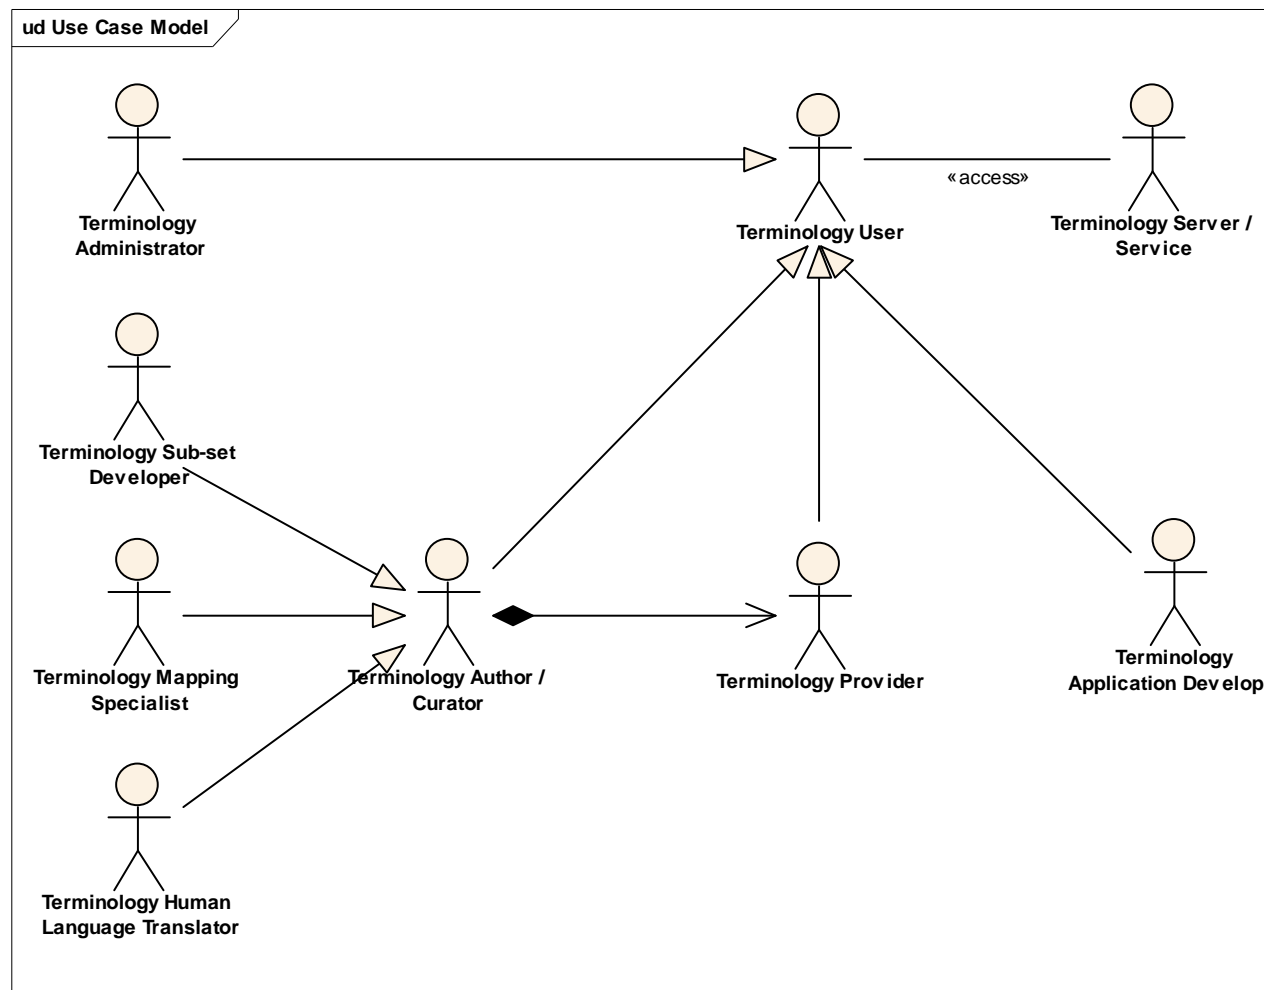 ud Use Case Model
Terminology
Administrator
Terminology User
«access»
Terminology Server /
Service
Terminology Sub-set
Developer
Terminology Mapping
Specialist
Terminology Author /
Curator
Terminology Provider
Terminology
Application Develop
Terminology Human
Language Translator